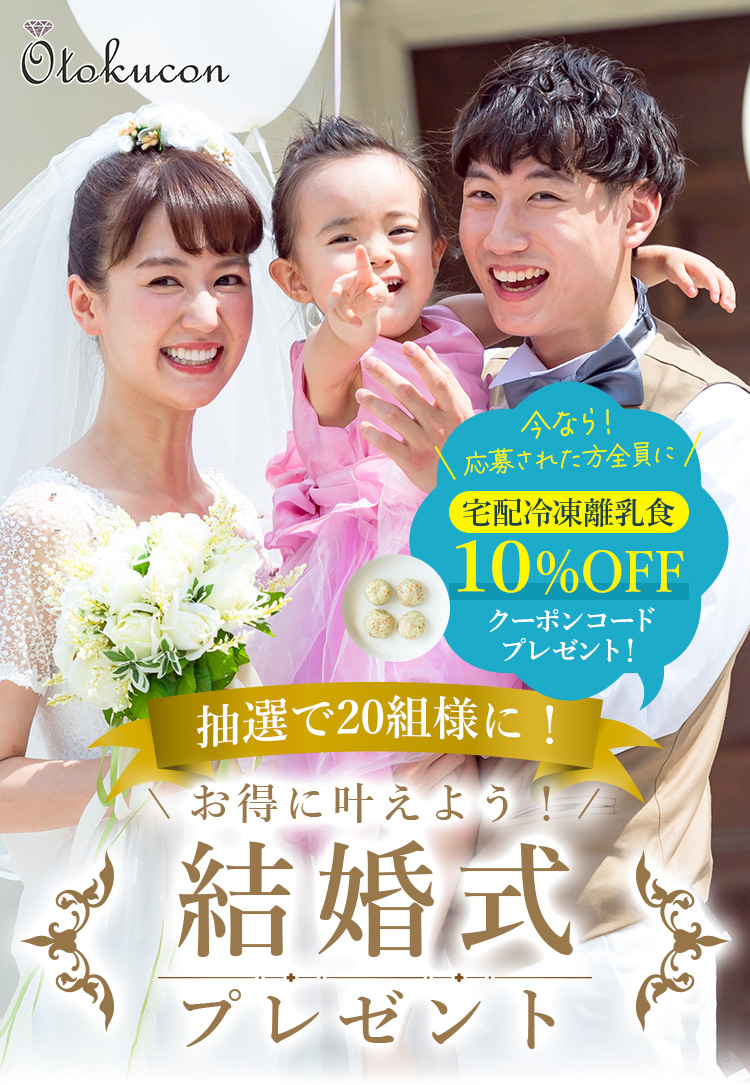 Otokucon
今なら！
応募された方全員に
宅配冷凍離乳食
10%OFF
クーポンコード
プレゼント！
抽選で20組様に！
お得に叶えよう！
結婚式
プレゼント